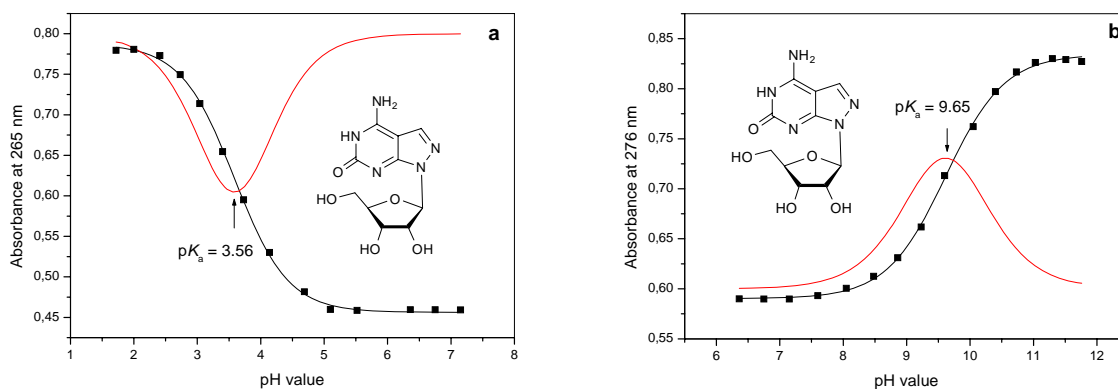 a
0,80
0,75
0,70
0,65
0,60
0,55
0,50
0,45
Absorbance at 265 nm
NH₂
HN
N
O
N
N
HO
O
HO OH
pKₐ = 3.56
1 2 3 4 5 6 7 8
pH value
b
0,85
0,80
0,75
0,70
0,65
0,60
0,55
Absorbance at 276 nm
NH₂
HN
N
O
N
N
HO
O
HO OH
pKₐ = 9.65
6 7 8 9 10 11 12
pH value